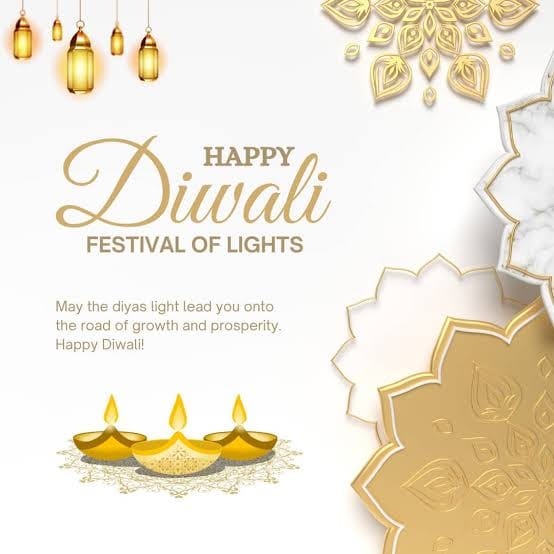 HAPPY
Diwali
FESTIVAL OF LIGHTS
May the diyas light lead you onto
the road of growth and prosperity.
Happy Diwali!